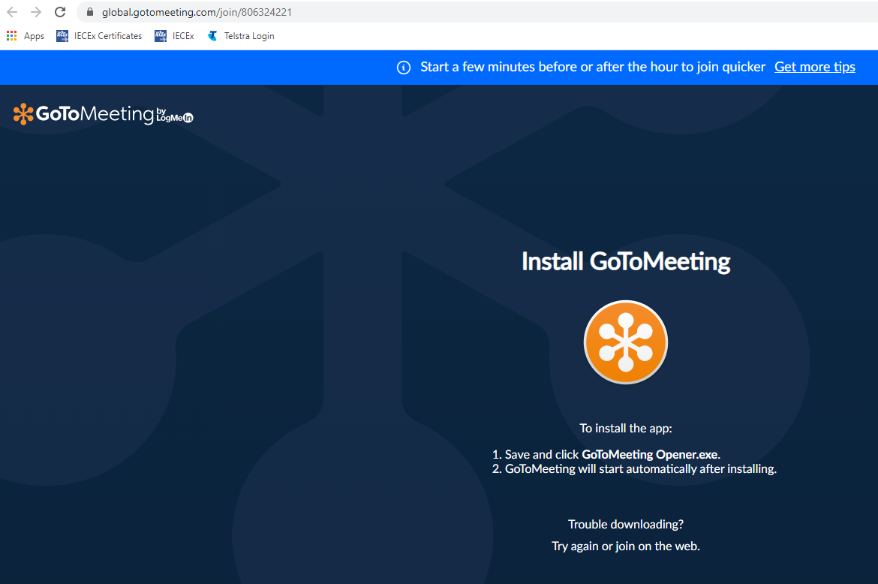 global.gotomeeting.com/join/806324221
Apps IECEx Certificates IECEx Telstra Login
Start a few minutes before or after the hour to join quicker Get more tips
GoToMeeting by LogMeIn
Install GoToMeeting
To install the app:
1. Save and click GoToMeeting Opener.exe.
2. GoToMeeting will start automatically after installing.
Trouble downloading?
Try again or join on the web.